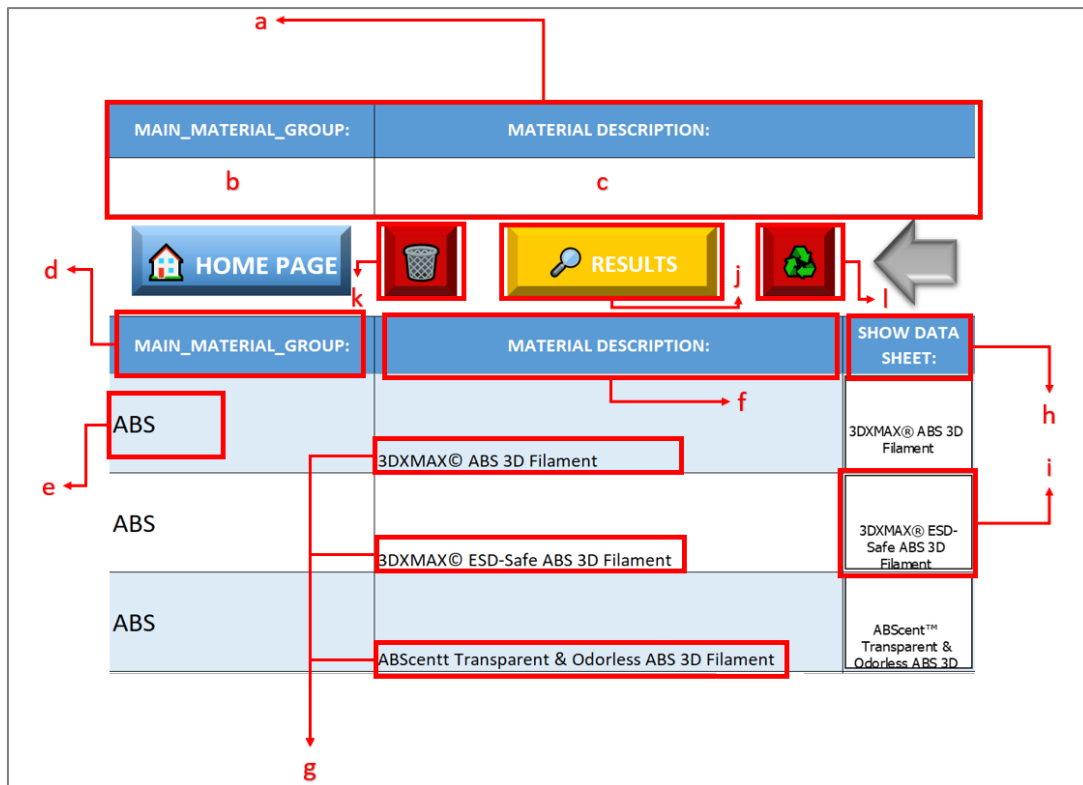 a
MAIN_MATERIAL_GROUP: MATERIAL DESCRIPTION:
b c
HOME PAGE RESULTS
d
k j l
MAIN_MATERIAL_GROUP: MATERIAL DESCRIPTION: SHOW DATA
SHEET:
f h
ABS
3DXMAX© ABS 3D Filament
3DXMAX® ABS 3D
Filament
e i
ABS
3DXMAX© ESD-Safe ABS 3D Filament
3DXMAX® ESD-
Safe ABS 3D
Filament
ABS
ABScentt Transparent & Odorless ABS 3D Filament
ABScent™
Transparent &
Odorless ABS 3D
g